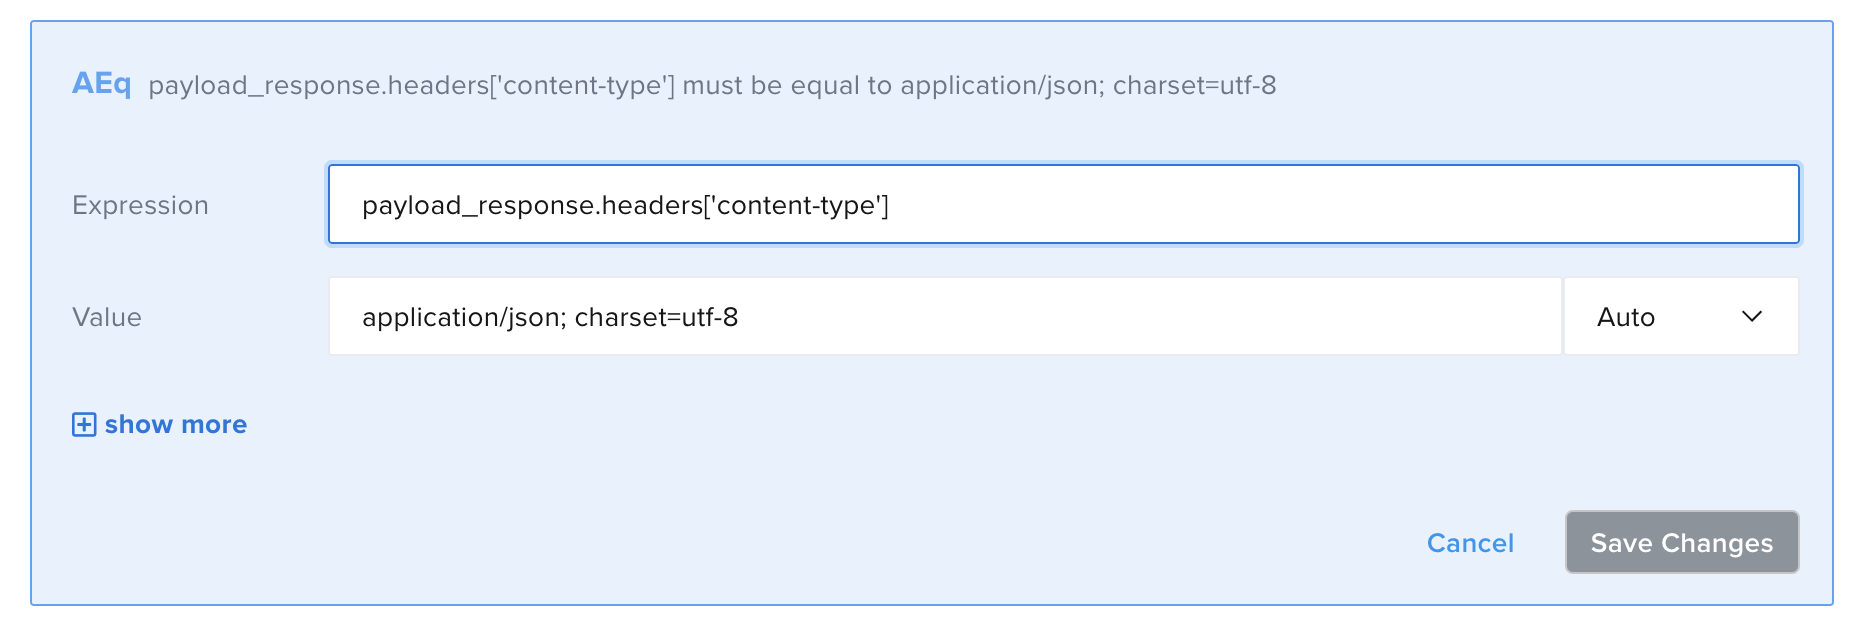 AEq payload_response.headers['content-type'] must be equal to application/json; charset=utf-8
Expression payload_response.headers['content-type']
Value application/json; charset=utf-8 Auto
show more
Cancel Save Changes